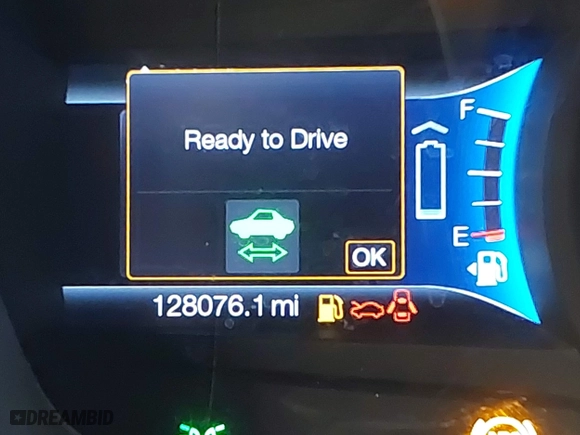 Ready to Drive
F
E
OK
128076.1 mi
DREAMBID